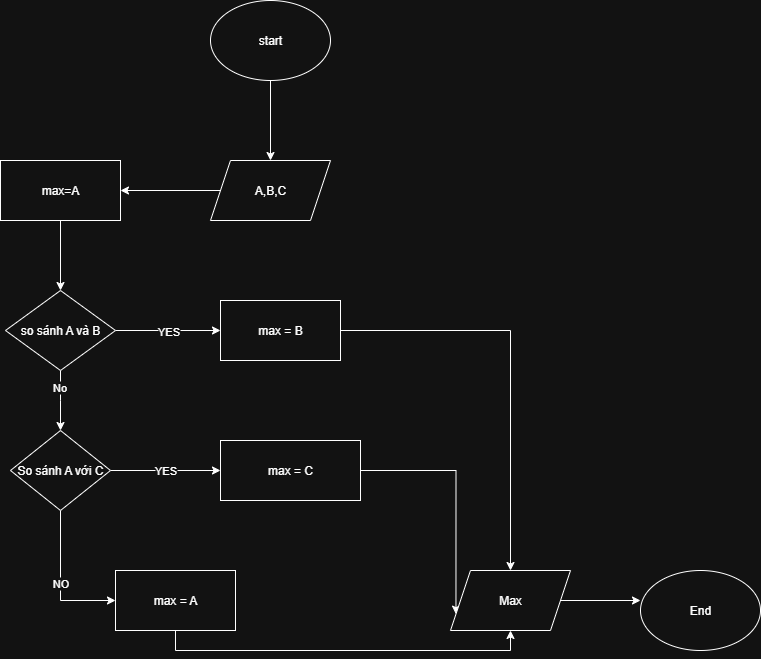 start
max=A
A,B,C
so sánh A và B
YES
max = B
No
So sánh A với C
YES
max = C
NO
max = A
Max
End